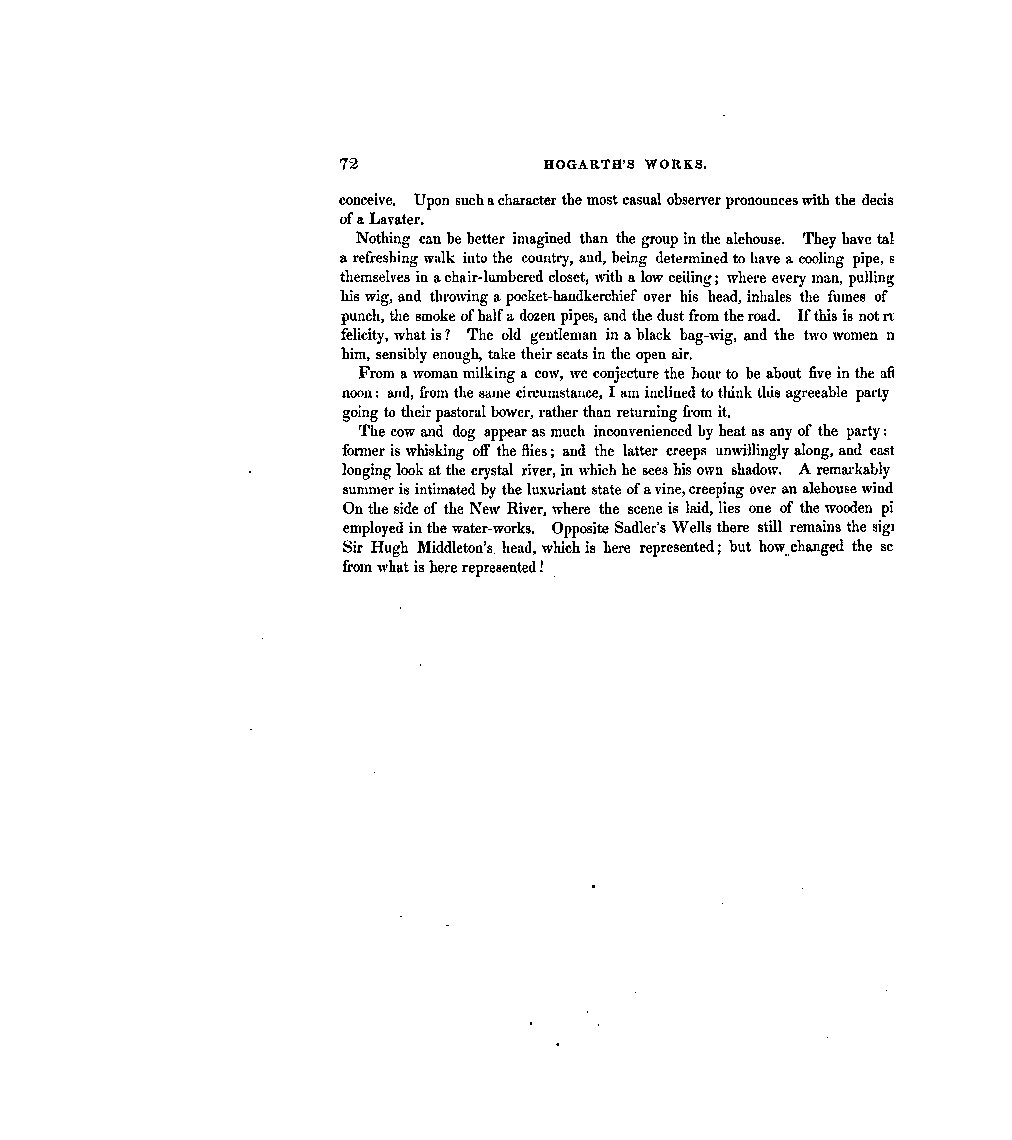 72 HOGARTH'S WORKS.
conceive. Upon such a character the most casual observer pronounces with the decis
of a Lavater.
Nothing can be better imagined than the group in the alehouse. They have tal
a refreshing walk into the country, and, being determined to have a cooling pipe, s
themselves in a chair-lumbered closet, with a low ceiling; where every man, pulling
his wig, and throwing a pocket-handkerchief over his head, inhales the fumes of
punch, the smoke of half a dozen pipes, and the dust from the road. If this is not ru
felicity, what is? The old gentleman in a black bag-wig, and the two women n
him, sensibly enough, take their seats in the open air.
From a woman milking a cow, we conjecture the hour to be about five in the aft
noon: and, from the same circumstance, I am inclined to think this agreeable party
going to their pastoral bower, rather than returning from it.
The cow and dog appear as much inconvenienced by heat as any of the party:
former is whisking off the flies; and the latter creeps unwillingly along, and cast
longing look at the crystal river, in which he sees his own shadow. A remarkably
summer is intimated by the luxuriant state of a vine, creeping over an alehouse wind
On the side of the New River, where the scene is laid, lies one of the wooden pi
employed in the water-works. Opposite Sadler's Wells there still remains the sig
Sir Hugh Middleton's head, which is here represented; but how changed the sc
from what is here represented!